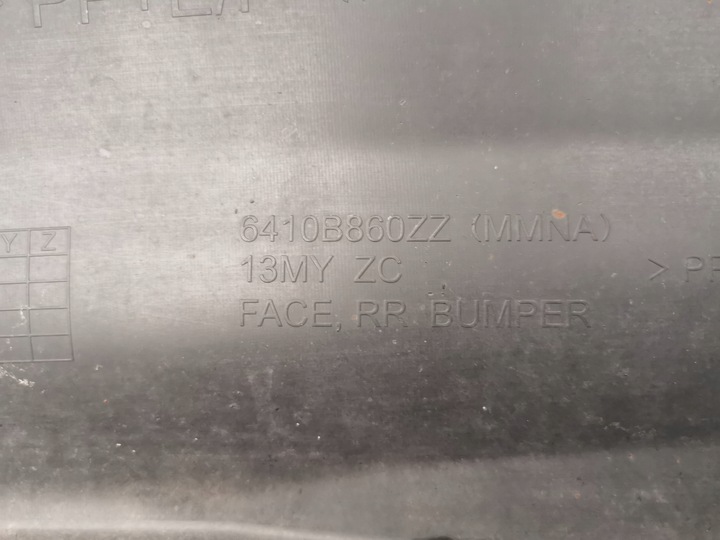 Y Z
6410B860ZZ (MMNA)
13MY ZC
FACE, RR BUMPER